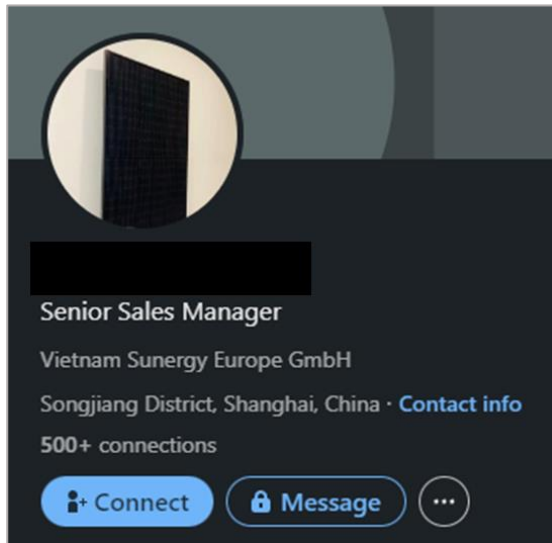 Senior Sales Manager
Vietnam Sunergy Europe GmbH
Songjiang District, Shanghai, China · Contact info
500+ connections
Connect
Message